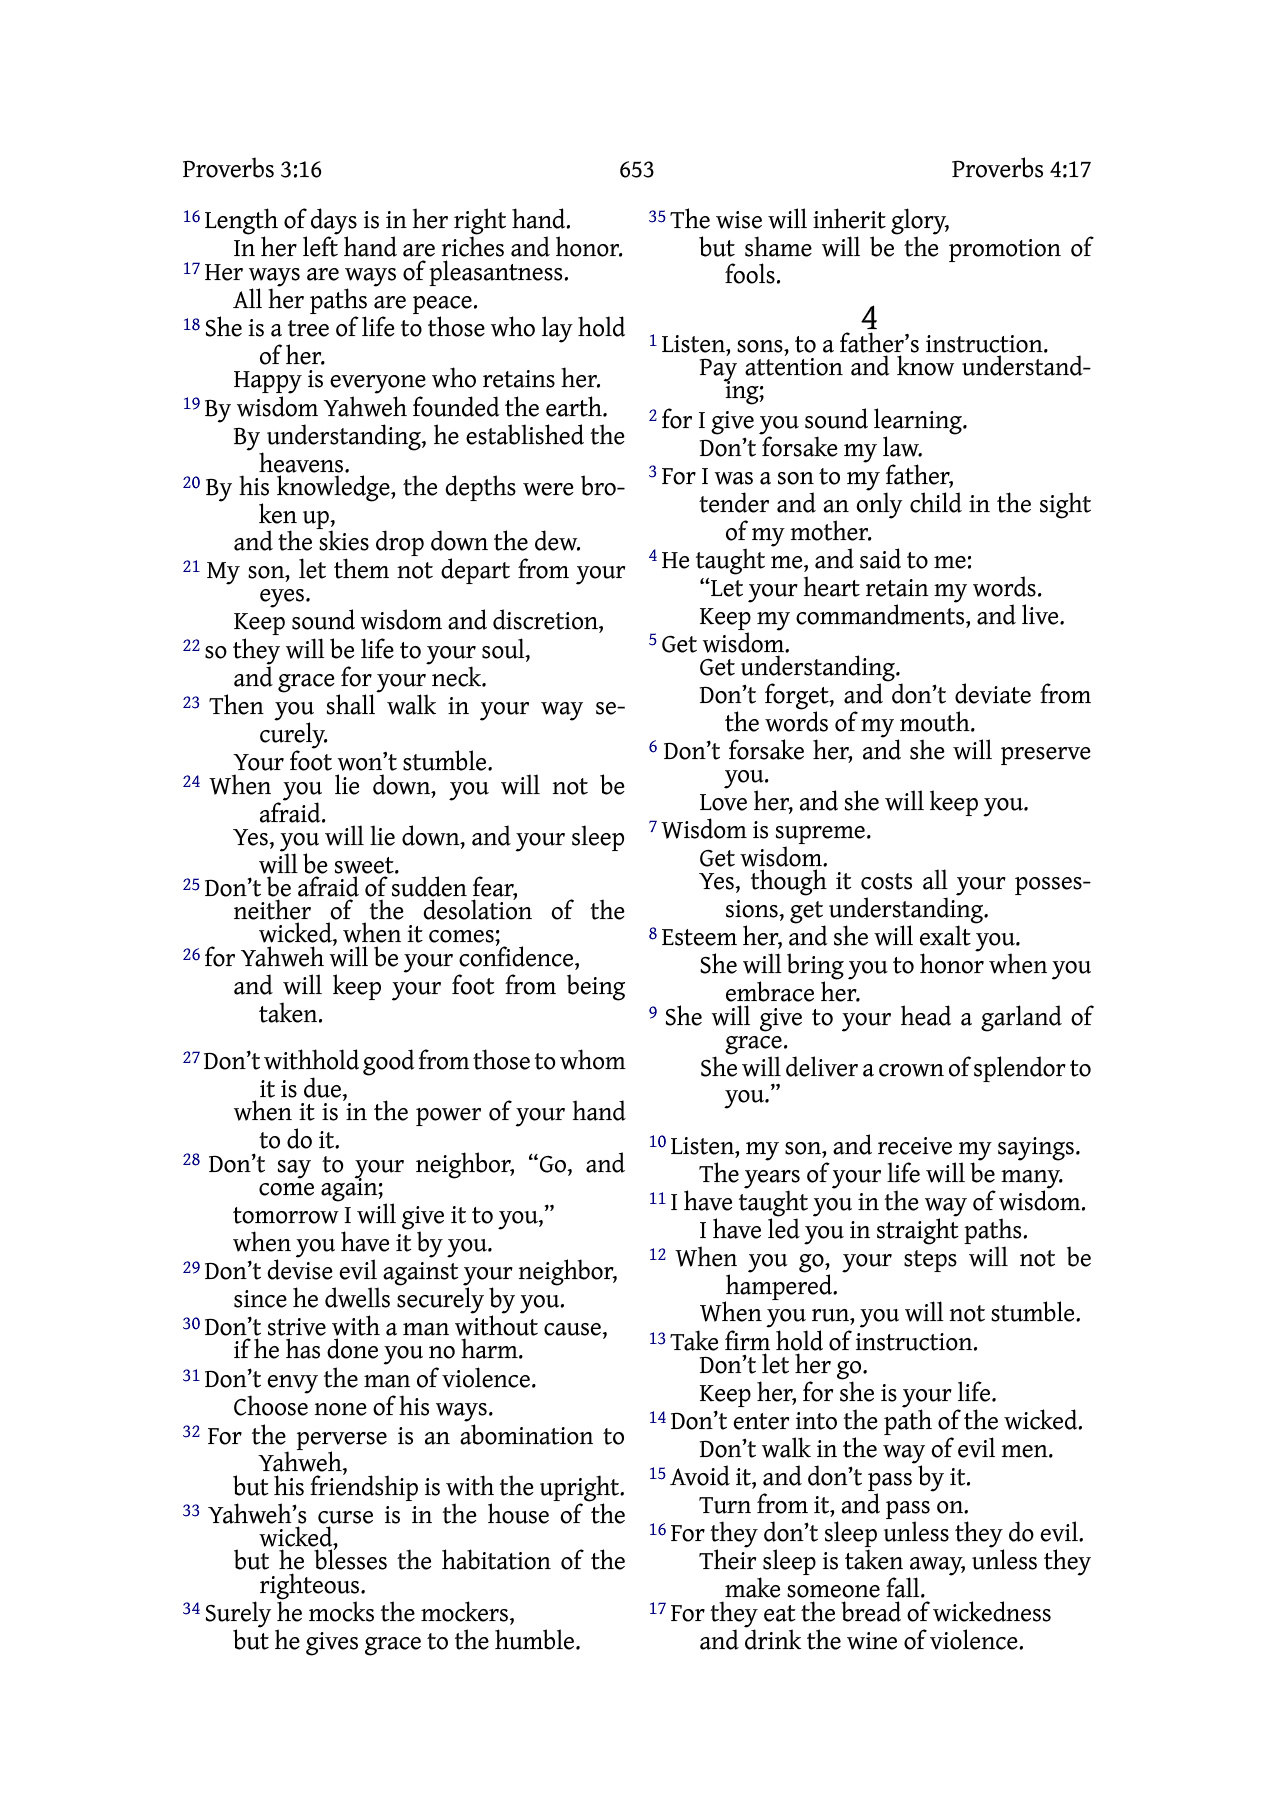 Proverbs 3:16 653 Proverbs 4:17
16 Length of days is in her right hand.
In her left hand are riches and honor.
17 Her ways are ways of pleasantness.
All her paths are peace.
18 She is a tree of life to those who lay hold
of her.
Happy is everyone who retains her.
19 By wisdom Yahweh founded the earth.
By understanding, he established the
heavens.
20 By his knowledge, the depths were bro-
ken up,
and the skies drop down the dew.
21 My son, let them not depart from your
eyes.
Keep sound wisdom and discretion,
22 so they will be life to your soul,
and grace for your neck.
23 Then you shall walk in your way se-
curely.
Your foot won’t stumble.
24 When you lie down, you will not be
afraid.
Yes, you will lie down, and your sleep
will be sweet.
25 Don’t be afraid of sudden fear,
neither of the desolation of the
wicked, when it comes;
26 for Yahweh will be your confidence,
and will keep your foot from being
taken.
27 Don’t withhold good from those to whom
it is due,
when it is in the power of your hand
to do it.
28 Don’t say to your neighbor, “Go, and
come again;
tomorrow I will give it to you,”
when you have it by you.
29 Don’t devise evil against your neighbor,
since he dwells securely by you.
30 Don’t strive with a man without cause,
if he has done you no harm.
31 Don’t envy the man of violence.
Choose none of his ways.
32 For the perverse is an abomination to
Yahweh,
but his friendship is with the upright.
33 Yahweh’s curse is in the house of the
wicked,
but he blesses the habitation of the
righteous.
34 Surely he mocks the mockers,
but he gives grace to the humble.
35 The wise will inherit glory,
but shame will be the promotion of
fools.
4
1 Listen, sons, to a father’s instruction.
Pay attention and know understand-
ing;
2 for I give you sound learning.
Don’t forsake my law.
3 For I was a son to my father,
tender and an only child in the sight
of my mother.
4 He taught me, and said to me:
“Let your heart retain my words.
Keep my commandments, and live.
5 Get wisdom.
Get understanding.
Don’t forget, and don’t deviate from
the words of my mouth.
6 Don’t forsake her, and she will preserve
you.
Love her, and she will keep you.
7 Wisdom is supreme.
Get wisdom.
Yes, though it costs all your posses-
sions, get understanding.
8 Esteem her, and she will exalt you.
She will bring you to honor when you
embrace her.
9 She will give to your head a garland of
grace.
She will deliver a crown of splendor to
you.”
10 Listen, my son, and receive my sayings.
The years of your life will be many.
11 I have taught you in the way of wisdom.
I have led you in straight paths.
12 When you go, your steps will not be
hampered.
When you run, you will not stumble.
13 Take firm hold of instruction.
Don’t let her go.
Keep her, for she is your life.
14 Don’t enter into the path of the wicked.
Don’t walk in the way of evil men.
15 Avoid it, and don’t pass by it.
Turn from it, and pass on.
16 For they don’t sleep unless they do evil.
Their sleep is taken away, unless they
make someone fall.
17 For they eat the bread of wickedness
and drink the wine of violence.